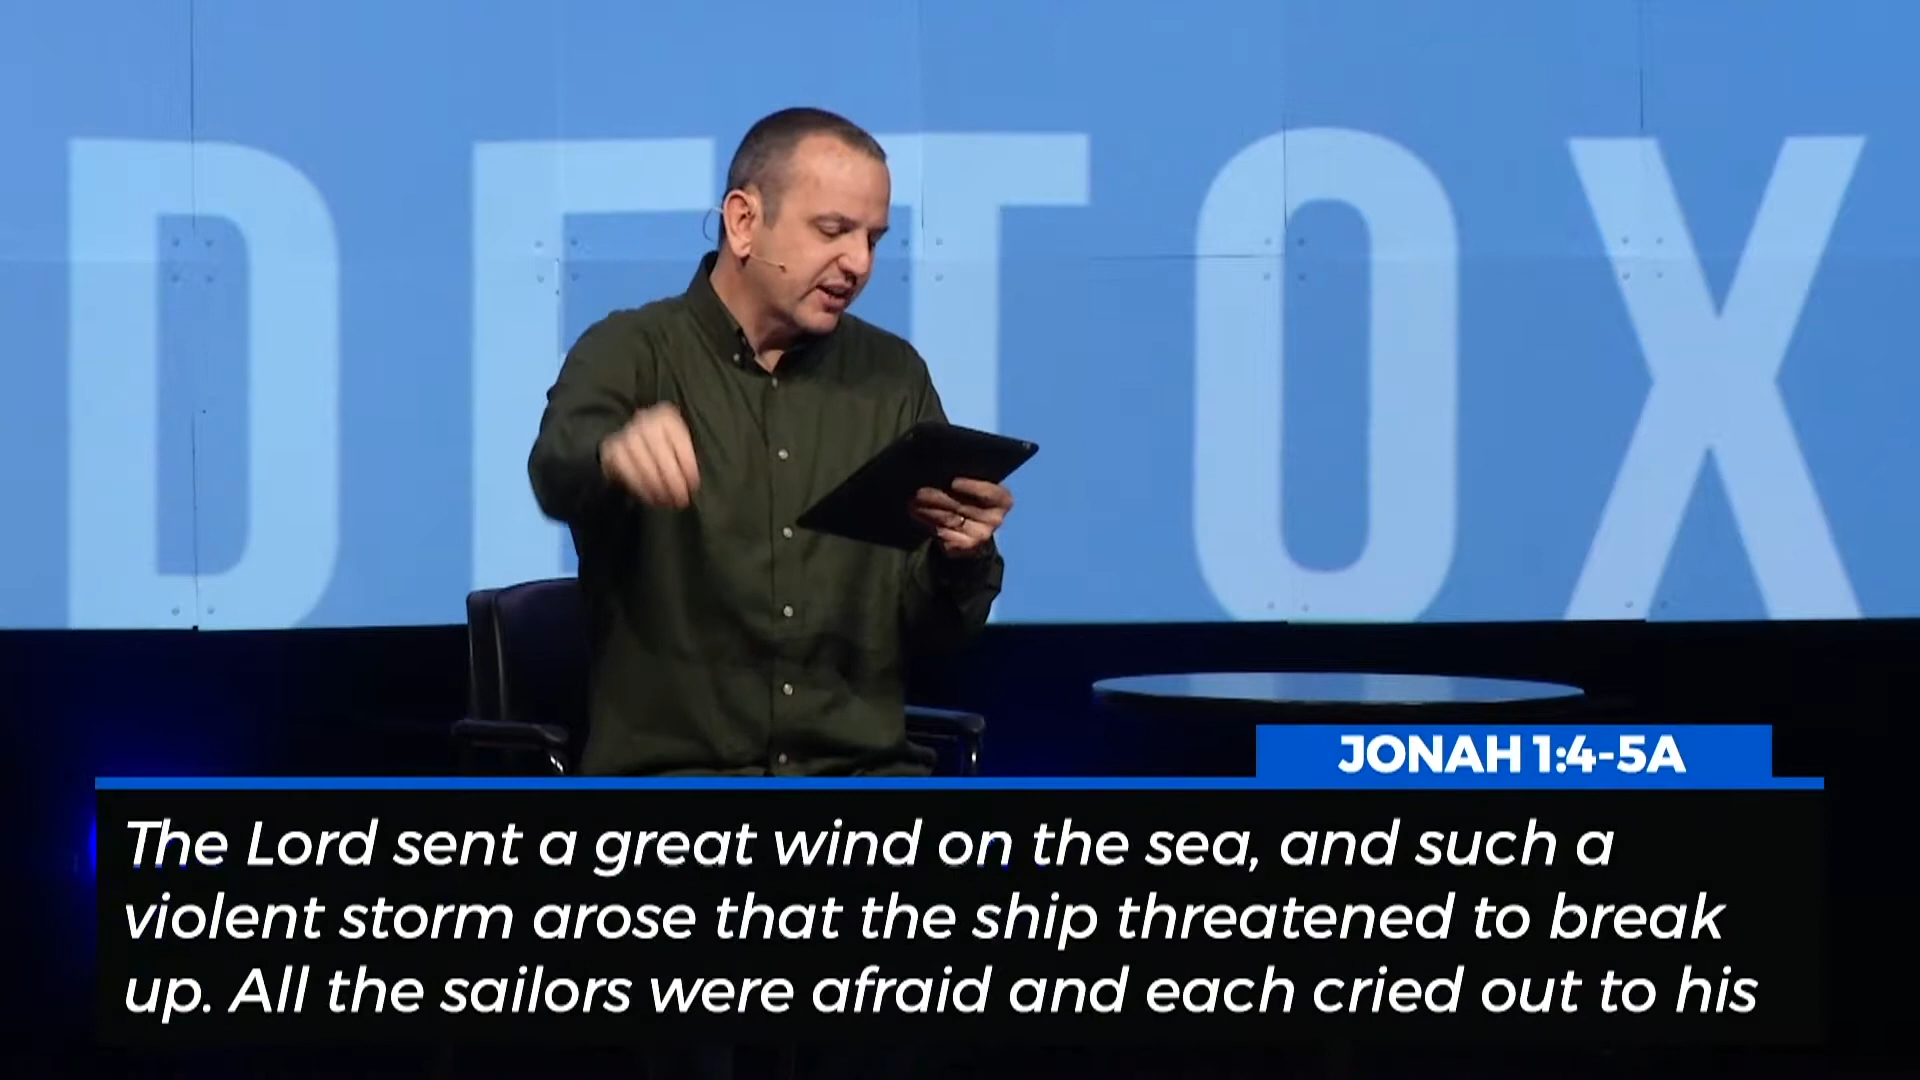 DETOX
JONAH 1:4-5A
The Lord sent a great wind on the sea, and such a
violent storm arose that the ship threatened to break
up. All the sailors were afraid and each cried out to his